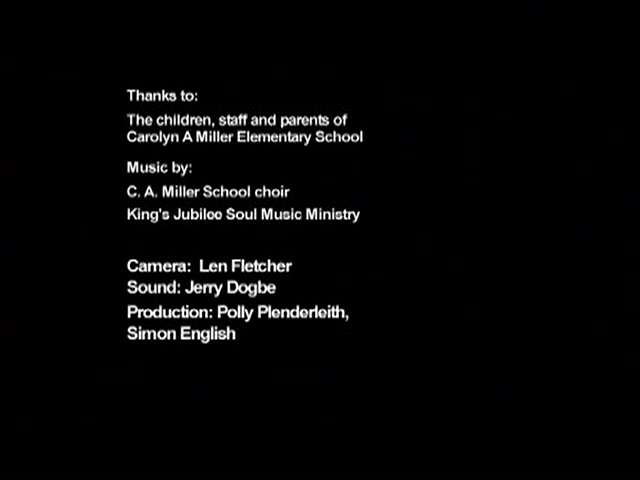 Thanks to:
The children, staff and parents of
Carolyn A Miller Elementary School
Music by:
C. A. Miller School choir
King's Jubilee Soul Music Ministry
Camera: Len Fletcher
Sound: Jerry Dogbe
Production: Polly Plenderleith,
Simon English